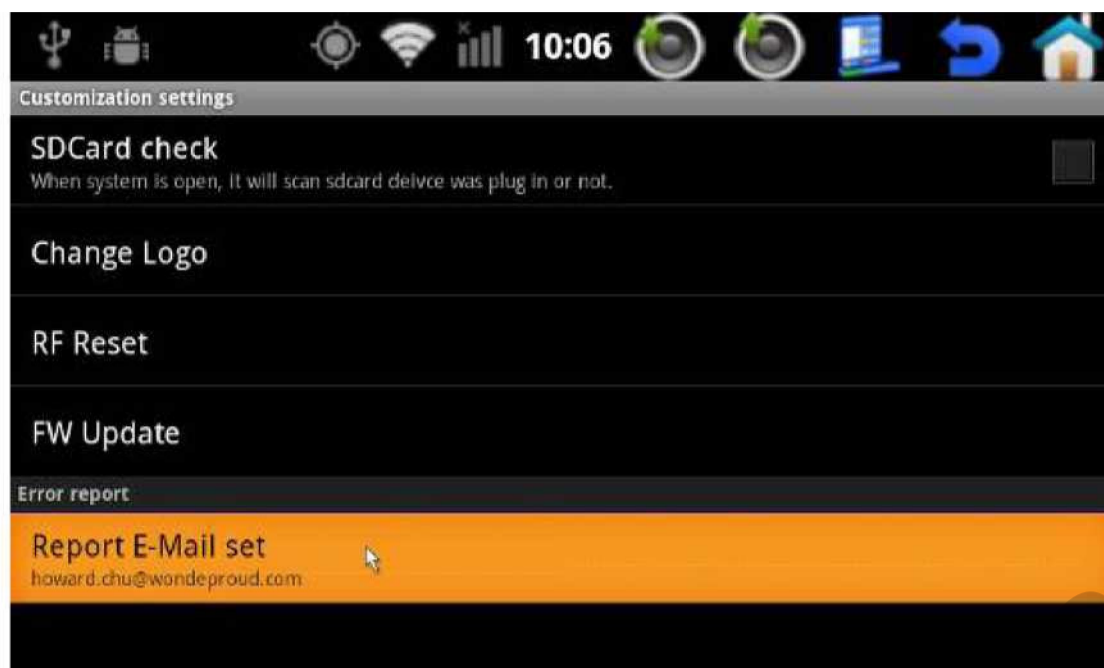 10:06
Customization settings
SDCard check
When system is open, it will scan sdcard deivce was plug in or not.
Change Logo
RF Reset
FW Update
Error report
Report E-Mail set
howard.chu@wondeproud.com